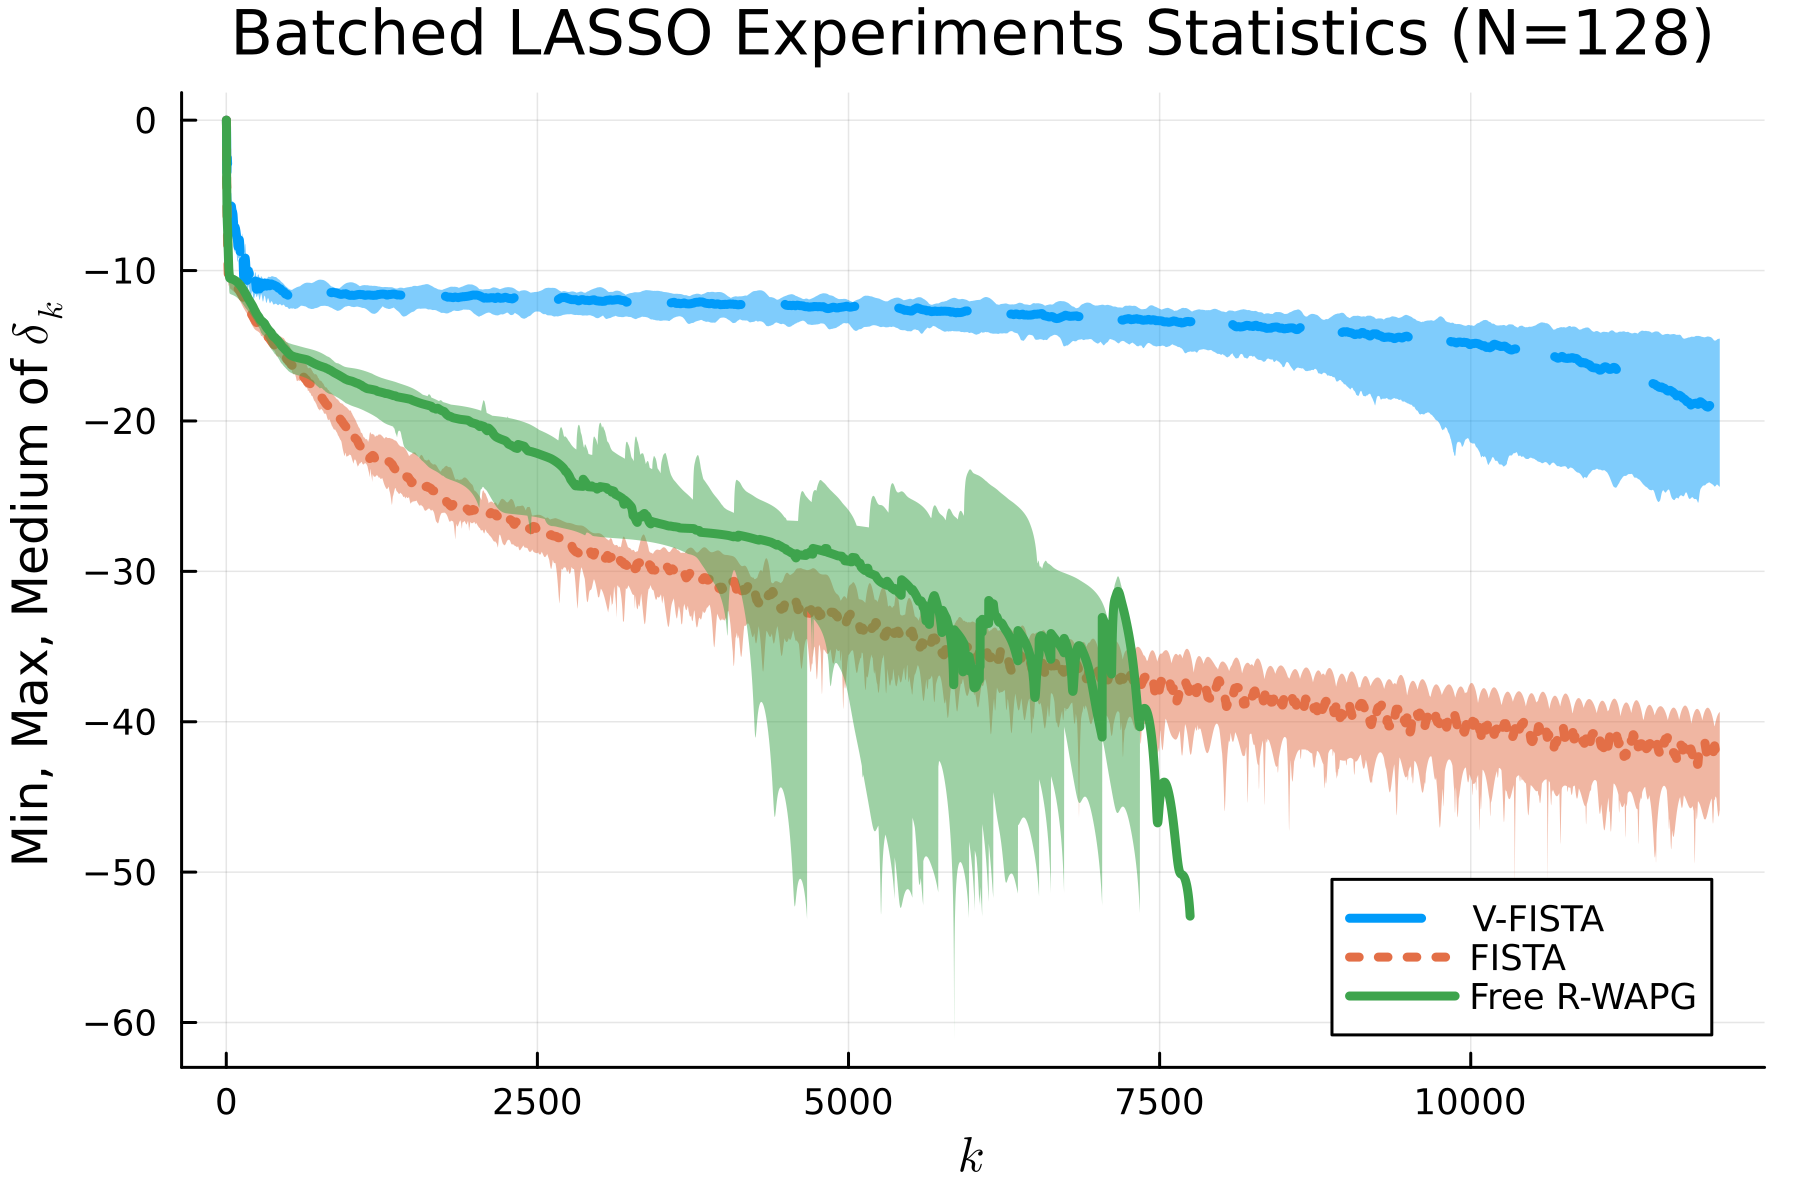 Batched LASSO Experiments Statistics (N=128)
Min, Max, Medium of δₖ
0
−10
−20
−30
−40
−50
−60
0 2500 5000 7500 10000
k
V-FISTA
FISTA
Free R-WAPG